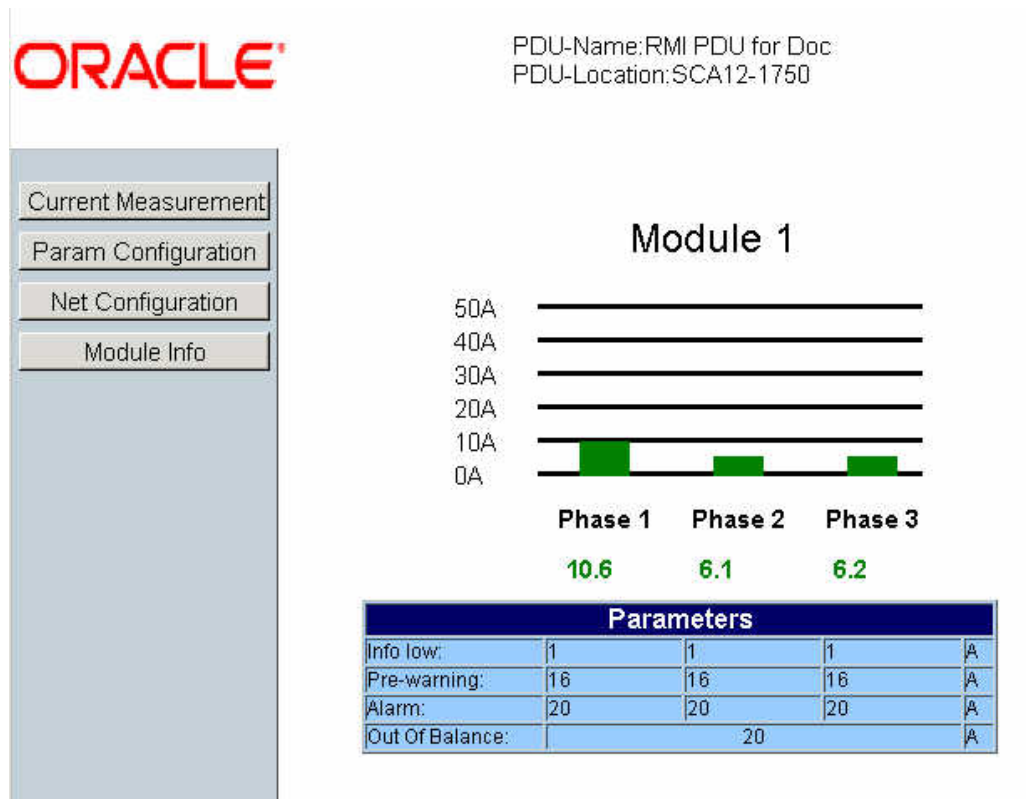 ORACLE
PDU-Name:RMI PDU for Doc
PDU-Location:SCA12-1750
Current Measurement
Param Configuration
Net Configuration
Module Info
Module 1
50A
40A
30A
20A
10A
0A
Phase 1 Phase 2 Phase 3
10.6 6.1 6.2
Parameters
Info low: 1 1 1 A
Pre-warning: 16 16 16 A
Alarm: 20 20 20 A
Out Of Balance: 20 A